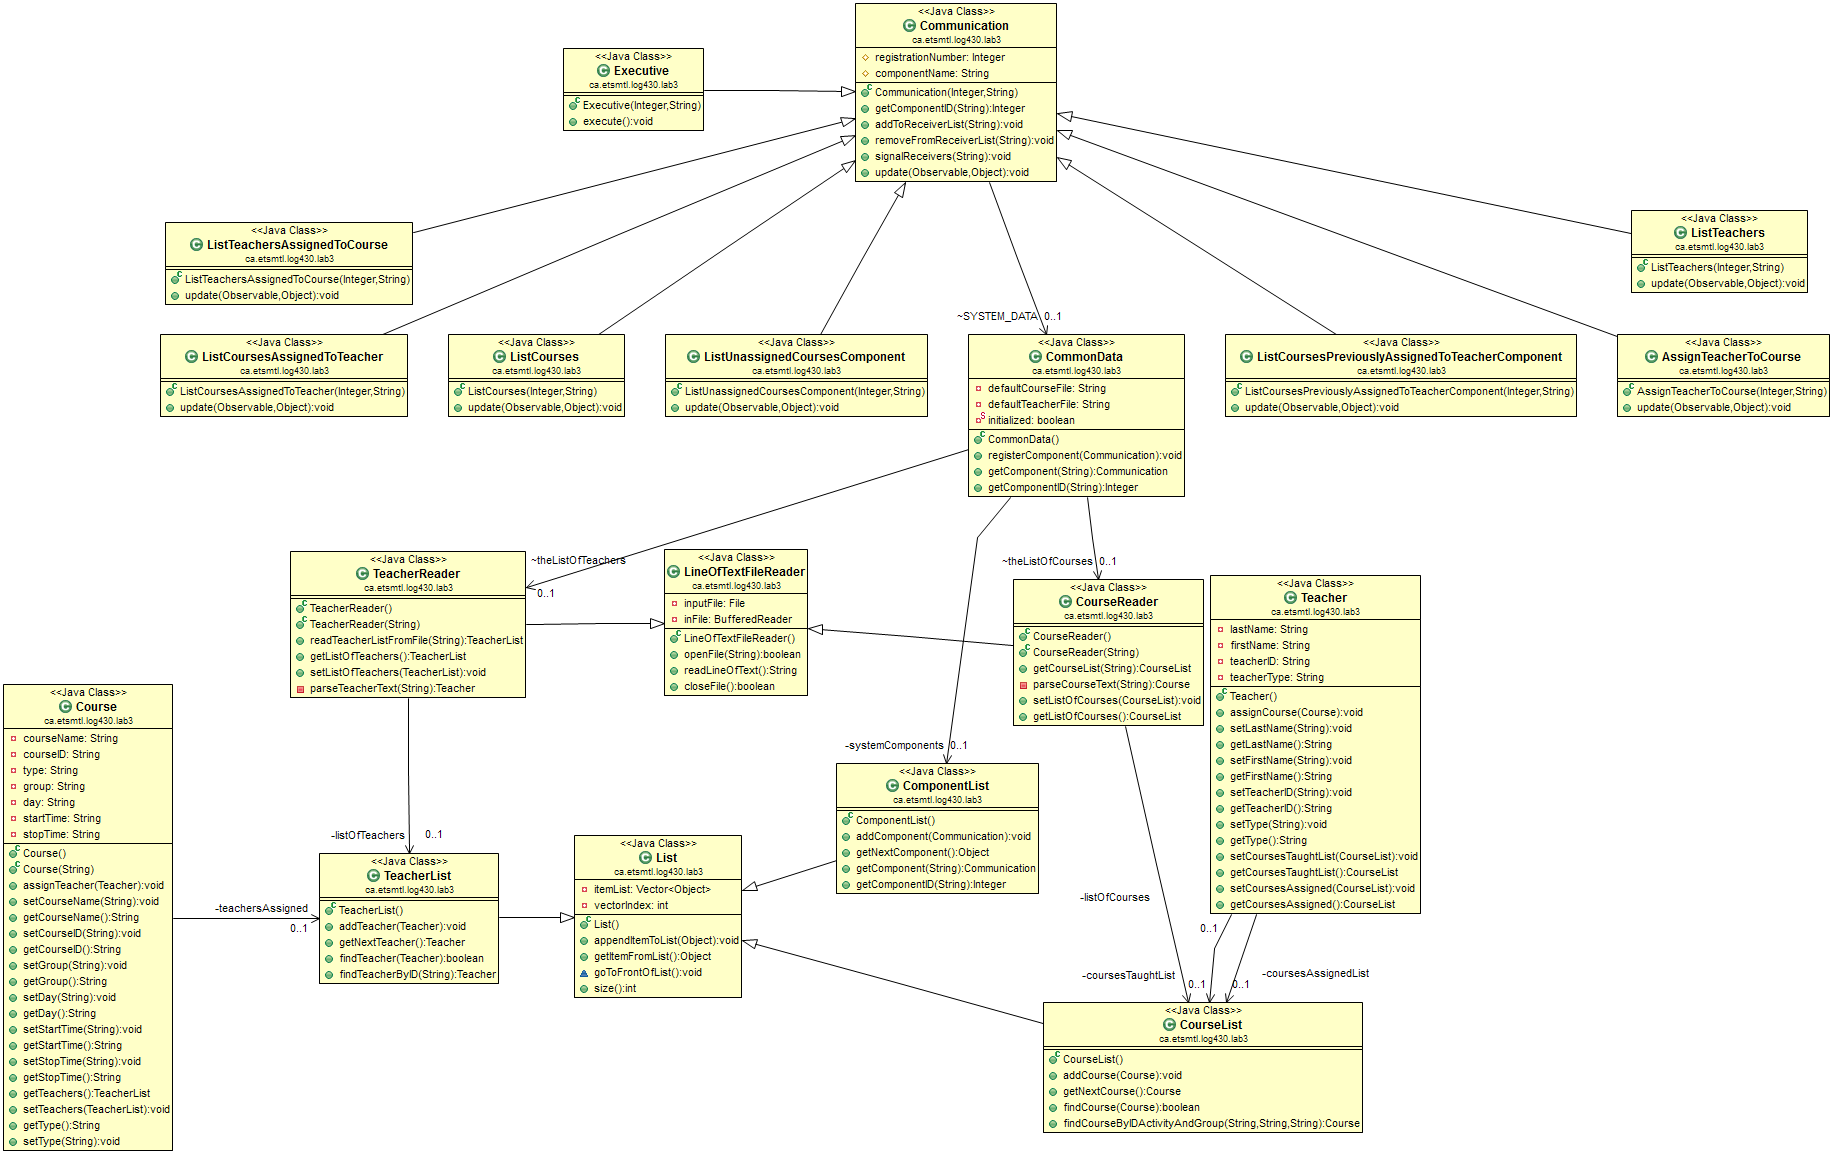 <<Java Class>>
Communication
ca.etsmtl.log430.lab3
registrationNumber: Integer
componentName: String
Communication(Integer,String)
getComponentID(String):Integer
addToReceiverList(String):void
removeFromReceiverList(String):void
signalReceivers(String):void
update(Observable,Object):void
<<Java Class>>
Executive
ca.etsmtl.log430.lab3
Executive(Integer,String)
execute():void
<<Java Class>>
ListTeachersAssignedToCourse
ca.etsmtl.log430.lab3
ListTeachersAssignedToCourse(Integer,String)
update(Observable,Object):void
<<Java Class>>
ListTeachers
ca.etsmtl.log430.lab3
ListTeachers(Integer,String)
update(Observable,Object):void
~SYSTEM_DATA 0..1
<<Java Class>>
ListCoursesAssignedToTeacher
ca.etsmtl.log430.lab3
ListCoursesAssignedToTeacher(Integer,String)
update(Observable,Object):void
<<Java Class>>
ListCourses
ca.etsmtl.log430.lab3
ListCourses(Integer,String)
update(Observable,Object):void
<<Java Class>>
ListUnassignedCoursesComponent
ca.etsmtl.log430.lab3
ListUnassignedCoursesComponent(Integer,String)
update(Observable,Object):void
<<Java Class>>
CommonData
ca.etsmtl.log430.lab3
defaultCourseFile: String
defaultTeacherFile: String
S
initialized: boolean
CommonData()
registerComponent(Communication):void
getComponent(String):Communication
getComponentID(String):Integer
<<Java Class>>
ListCoursesPreviouslyAssignedToTeacherComponent
ca.etsmtl.log430.lab3
ListCoursesPreviouslyAssignedToTeacherComponent(Integer,String)
update(Observable,Object):void
<<Java Class>>
AssignTeacherToCourse
ca.etsmtl.log430.lab3
AssignTeacherToCourse(Integer,String)
update(Observable,Object):void
<<Java Class>>
TeacherReader
ca.etsmtl.log430.lab3
TeacherReader()
TeacherReader(String)
readTeacherListFromFile(String):TeacherList
getListOfTeachers():TeacherList
setListOfTeachers(TeacherList):void
parseTeacherText(String):Teacher
~theListOfTeachers
0..1
<<Java Class>>
LineOfTextFileReader
ca.etsmtl.log430.lab3
inputFile: File
inFile: BufferedReader
LineOfTextFileReader()
openFile(String):boolean
readLineOfText():String
closeFile():boolean
~theListOfCourses 0..1
<<Java Class>>
CourseReader
ca.etsmtl.log430.lab3
CourseReader()
CourseReader(String)
getCourseList(String):CourseList
parseCourseText(String):Course
setListOfCourses(CourseList):void
getListOfCourses():CourseList
<<Java Class>>
Teacher
ca.etsmtl.log430.lab3
lastName: String
firstName: String
teacherID: String
teacherType: String
Teacher()
assignCourse(Course):void
setLastName(String):void
getLastName():String
setFirstName(String):void
getFirstName():String
setTeacherID(String):void
getTeacherID():String
setType(String):void
getType():String
setCoursesTaughtList(CourseList):void
getCoursesTaughtList():CourseList
setCoursesAssigned(CourseList):void
getCoursesAssigned():CourseList
<<Java Class>>
Course
ca.etsmtl.log430.lab3
courseName: String
courseID: String
type: String
group: String
day: String
startTime: String
stopTime: String
Course()
Course(String)
assignTeacher(Teacher):void
setCourseName(String):void
getCourseName():String
setCourseID(String):void
getCourseID():String
setGroup(String):void
getGroup():String
setDay(String):void
getDay():String
setStartTime(String):void
getStartTime():String
setStopTime(String):void
getStopTime():String
getTeachers():TeacherList
setTeachers(TeacherList):void
getType():String
setType(String):void
-teachersAssigned
0..1
-listOfTeachers 0..1
<<Java Class>>
TeacherList
ca.etsmtl.log430.lab3
TeacherList()
addTeacher(Teacher):void
getNextTeacher():Teacher
findTeacher(Teacher):boolean
findTeacherByID(String):Teacher
<<Java Class>>
List
ca.etsmtl.log430.lab3
itemList: Vector<Object>
vectorIndex: int
List()
appendItemToList(Object):void
getItemFromList():Object
goToFrontOfList():void
size():int
-systemComponents 0..1
<<Java Class>>
ComponentList
ca.etsmtl.log430.lab3
ComponentList()
addComponent(Communication):void
getNextComponent():Object
getComponent(String):Communication
getComponentID(String):Integer
-listOfCourses
0..1
-coursesTaughtList
0..1
-coursesAssignedList
0..1
<<Java Class>>
CourseList
ca.etsmtl.log430.lab3
CourseList()
addCourse(Course):void
getNextCourse():Course
findCourse(Course):boolean
findCourseByIDActivityAndGroup(String,String,String):Course